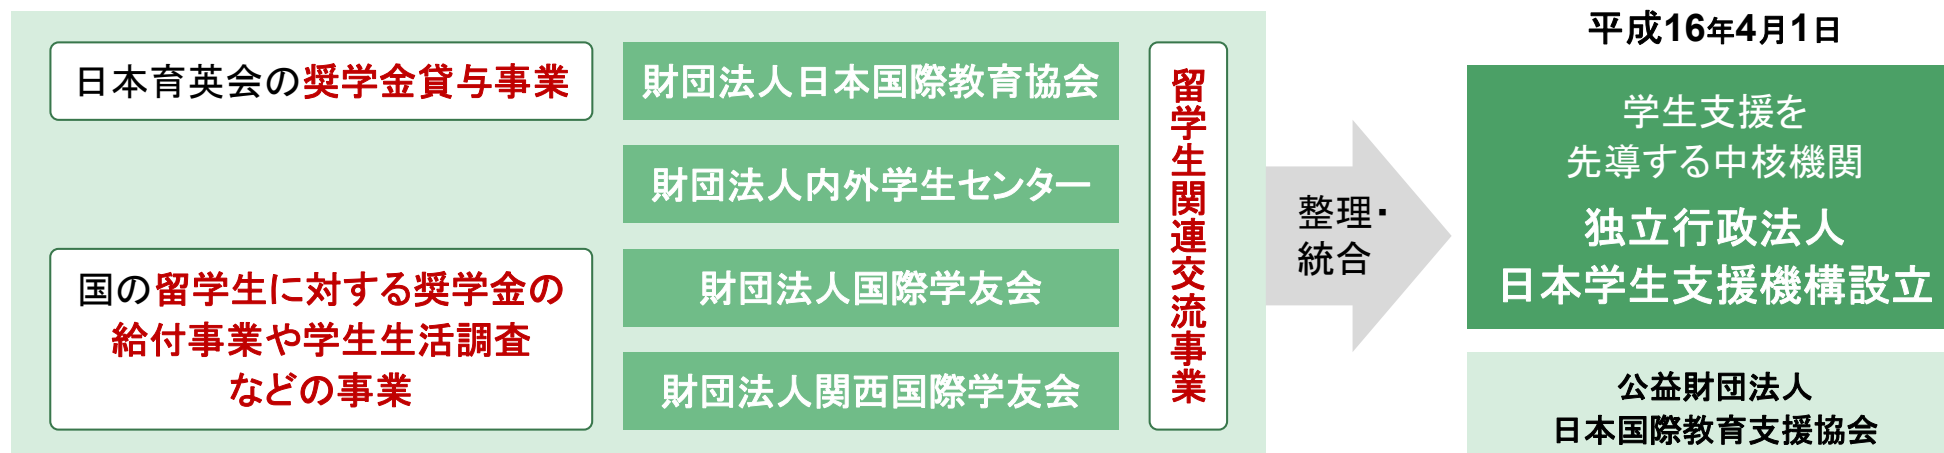 日本育英会の奨学金貸与事業
国の留学生に対する奨学金の
給付事業や学生生活調査
などの事業
財団法人日本国際教育協会
財団法人内外学生センター
財団法人国際学友会
財団法人関西国際学友会
留学生関連交流事業
整理・
統合
平成16年4月1日
学生支援を
先導する中核機関
独立行政法人
日本学生支援機構設立
公益財団法人
日本国際教育支援協会